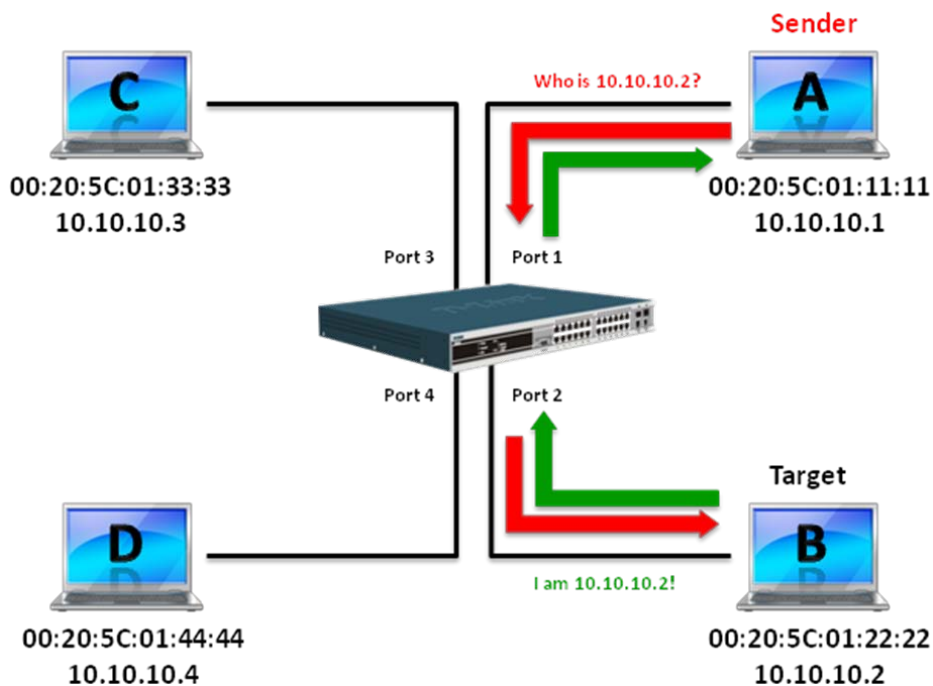 Sender
Who is 10.10.10.2?
C
A
00:20:5C:01:33:33
10.10.10.3
00:20:5C:01:11:11
10.10.10.1
Port 3
Port 1
Port 4
Port 2
Target
D
B
I am 10.10.10.2!
00:20:5C:01:44:44
10.10.10.4
00:20:5C:01:22:22
10.10.10.2